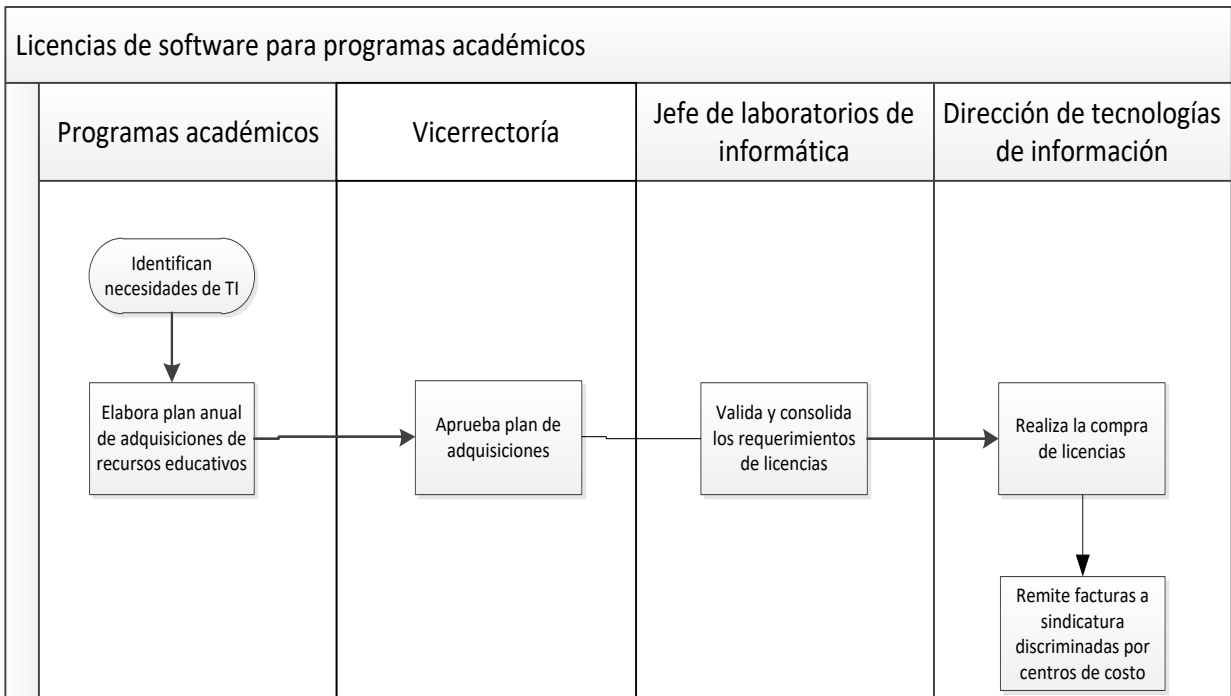 Licencias de software para programas académicos
Programas académicos
Vicerrectoría
Jefe de laboratorios de
informática
Dirección de tecnologías
de información
Identifican
necesidades de TI
Elabora plan anual
de adquisiciones de
recursos educativos
Aprueba plan de
adquisiciones
Valida y consolida
los requerimientos
de licencias
Realiza la compra
de licencias
Remite facturas a
sindicatura
discriminadas por
centros de costo